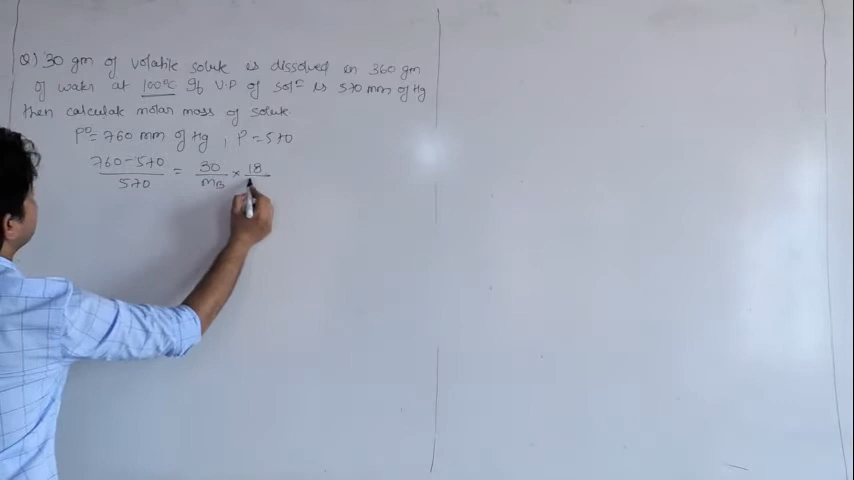 Q) 30 gm of volatile solute is dissolved in 360 gm
of water at 100°C If V.P of solⁿ is 570 mm of Hg
then calculate molar mass of solute.
P° = 760 mm of Hg , P = 570
760-570 / 570 = 30 / mB × 18